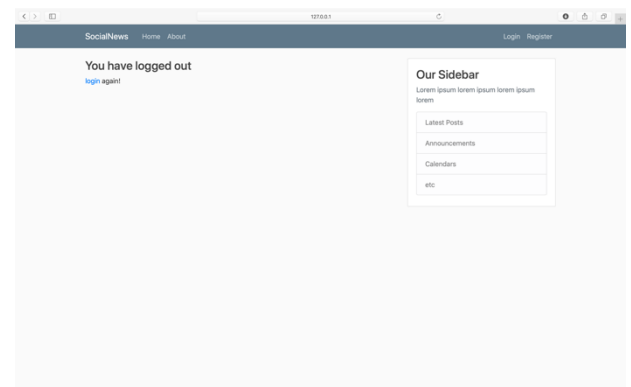 127.0.0.1
SocialNews Home About Login Register
You have logged out
login again!
Our Sidebar
Lorem ipsum lorem ipsum lorem ipsum
lorem
Latest Posts
Announcements
Calendars
etc